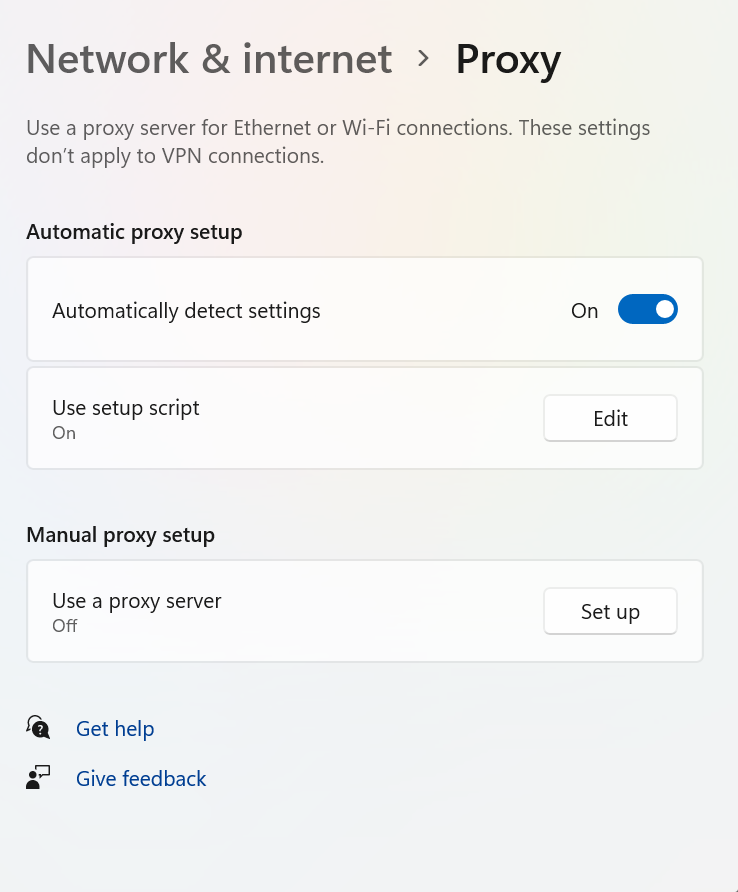 Network & internet > Proxy
Use a proxy server for Ethernet or Wi-Fi connections. These settings
don’t apply to VPN connections.
Automatic proxy setup
Automatically detect settings On
Use setup script
On
Edit
Manual proxy setup
Use a proxy server
Off
Set up
Get help
Give feedback